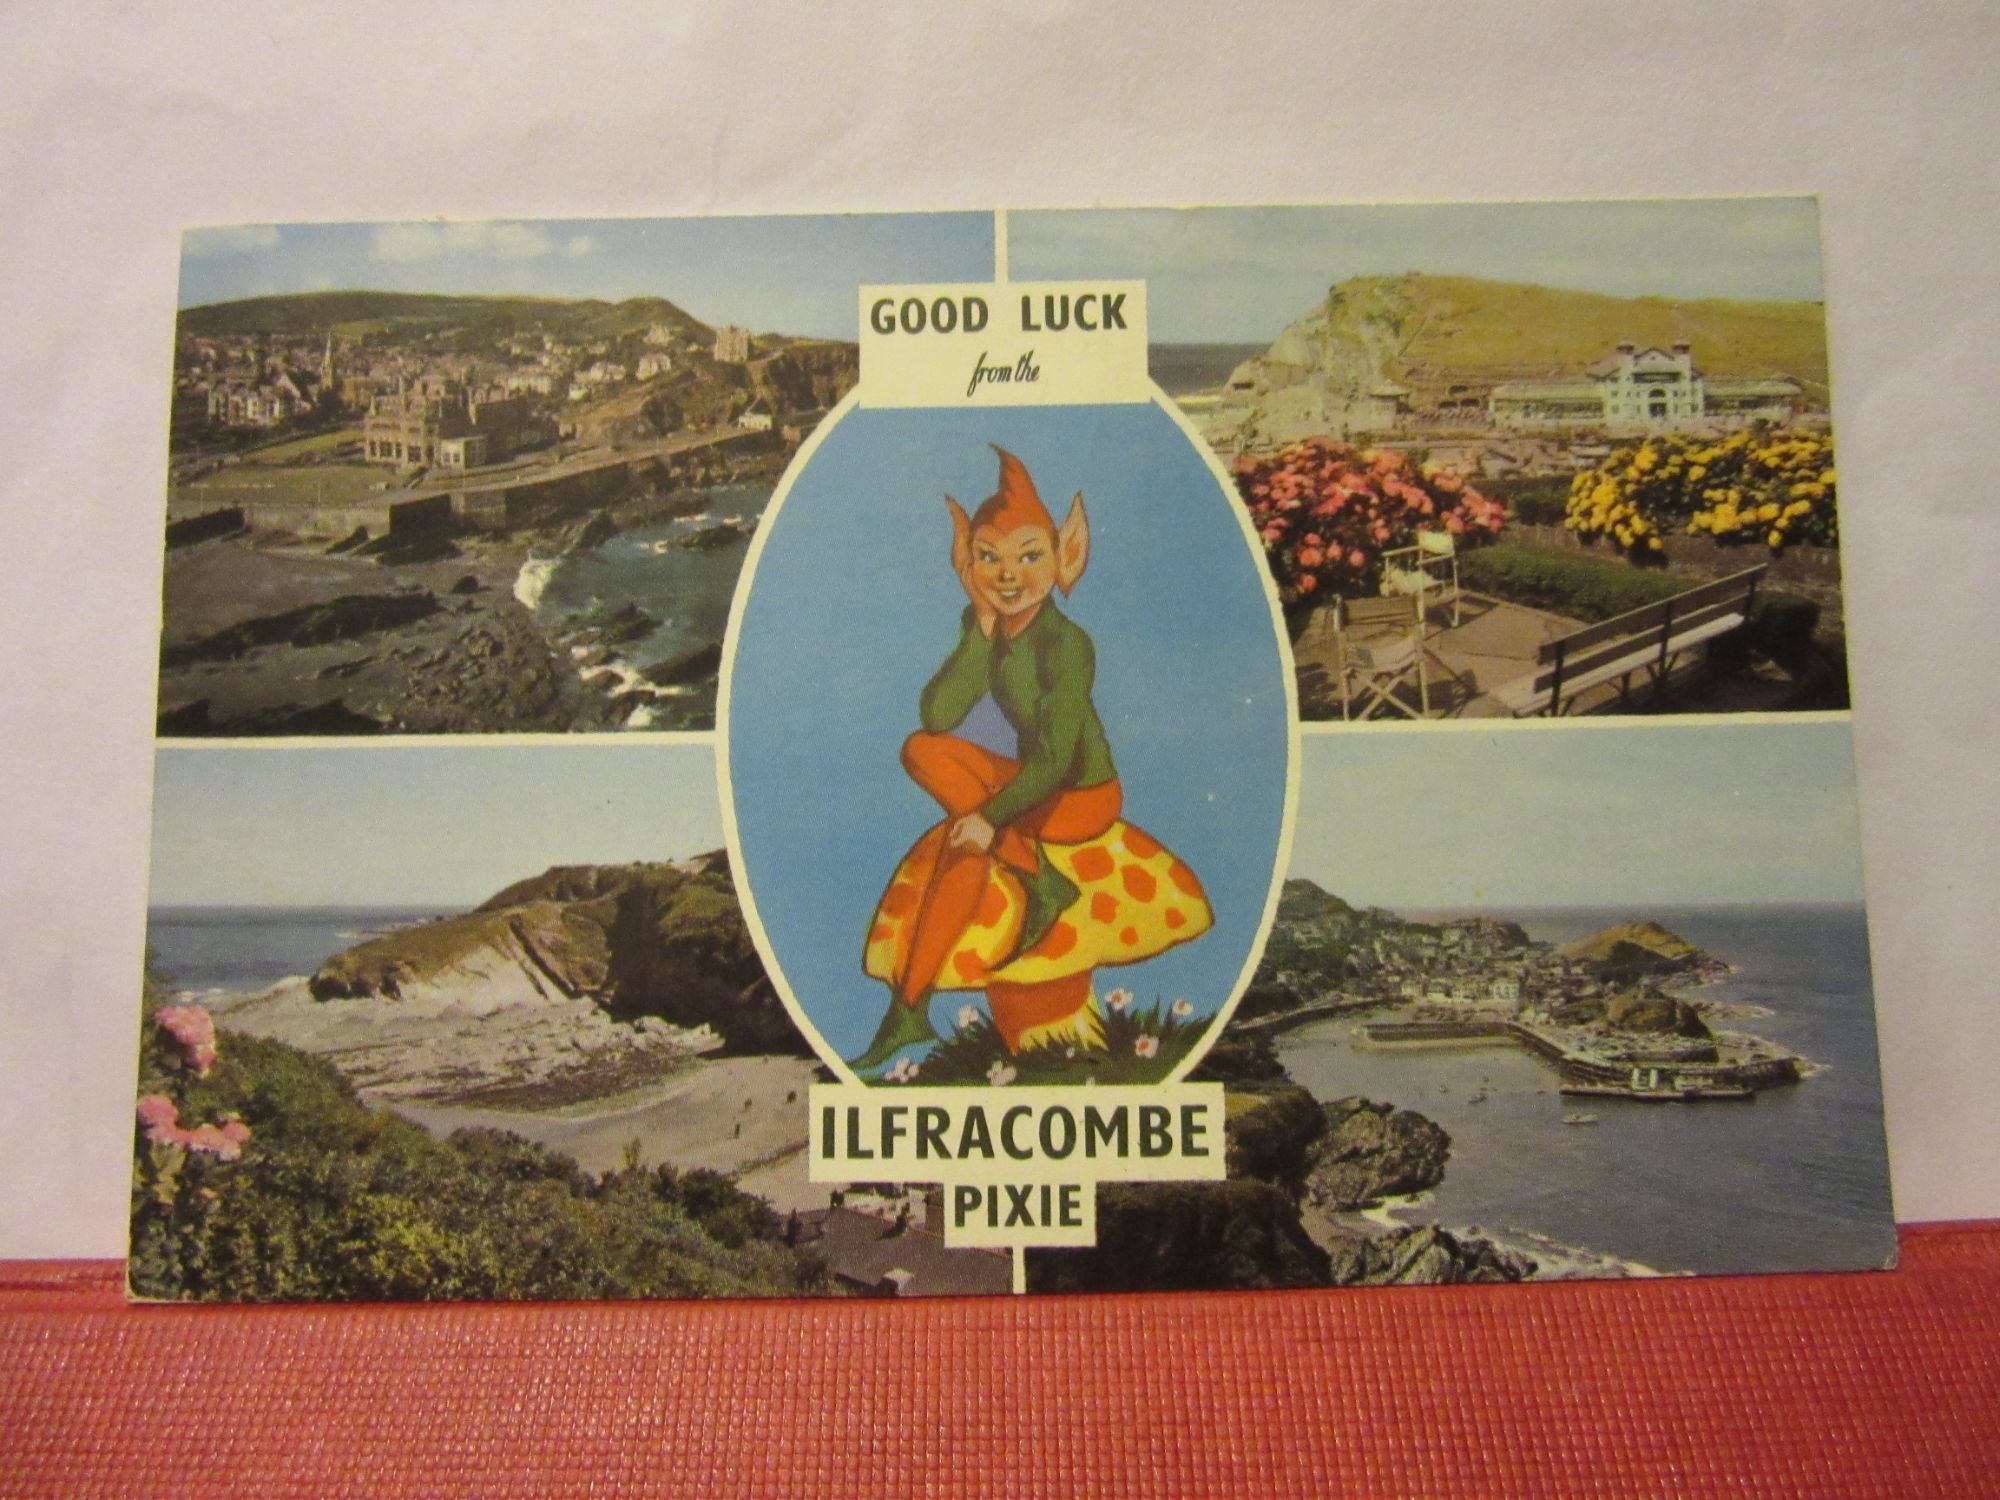 GOOD LUCK
from the
ILFRACOMBE
PIXIE